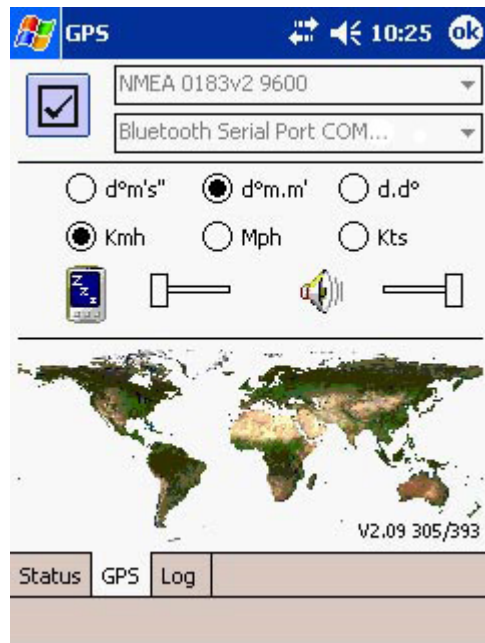 GPS 10:25 ok
NMEA 0183v2 9600
Bluetooth Serial Port COM...
d°m's" d°m.m' d.d°
Kmh Mph Kts
z z z
V2.09 305/393
Status GPS Log